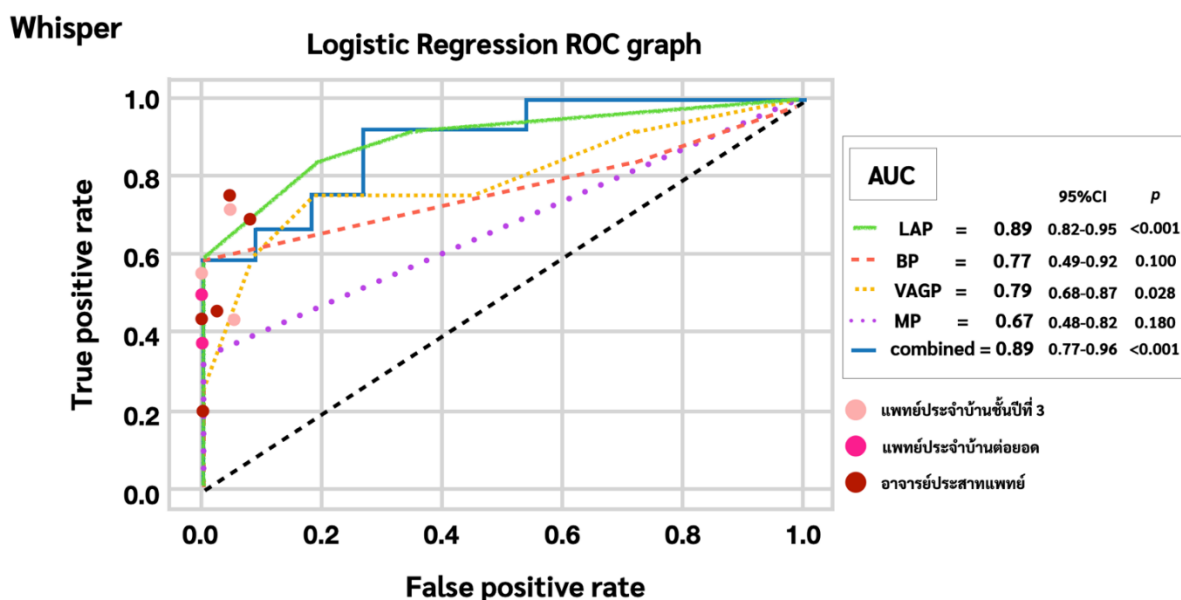 Whisper
Logistic Regression ROC graph
True positive rate
1.0
0.8
0.6
0.4
0.2
0.0
0.0 0.2 0.4 0.6 0.8 1.0
False positive rate
AUC 95%CI p
LAP = 0.89 0.82-0.95 <0.001
BP = 0.77 0.49-0.92 0.100
VAGP = 0.79 0.68-0.87 0.028
MP = 0.67 0.48-0.82 0.180
combined = 0.89 0.77-0.96 <0.001
แพทย์ประจำบ้านชั้นปีที่ 3
แพทย์ประจำบ้านต่อยอด
อาจารย์ประสาทแพทย์